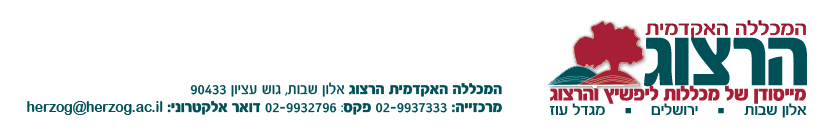 המכללה האקדמית
הרצוג
מייסודן של מכללות ליפשיץ והרצוג
אלון שבות ▪ ירושלים ▪ מגדל עוז
המכללה האקדמית הרצוג אלון שבות, גוש עציון 90433
מרכזייה: 02-9937333 פקס: 02-9932796 דואר אלקטרוני: herzog@herzog.ac.il